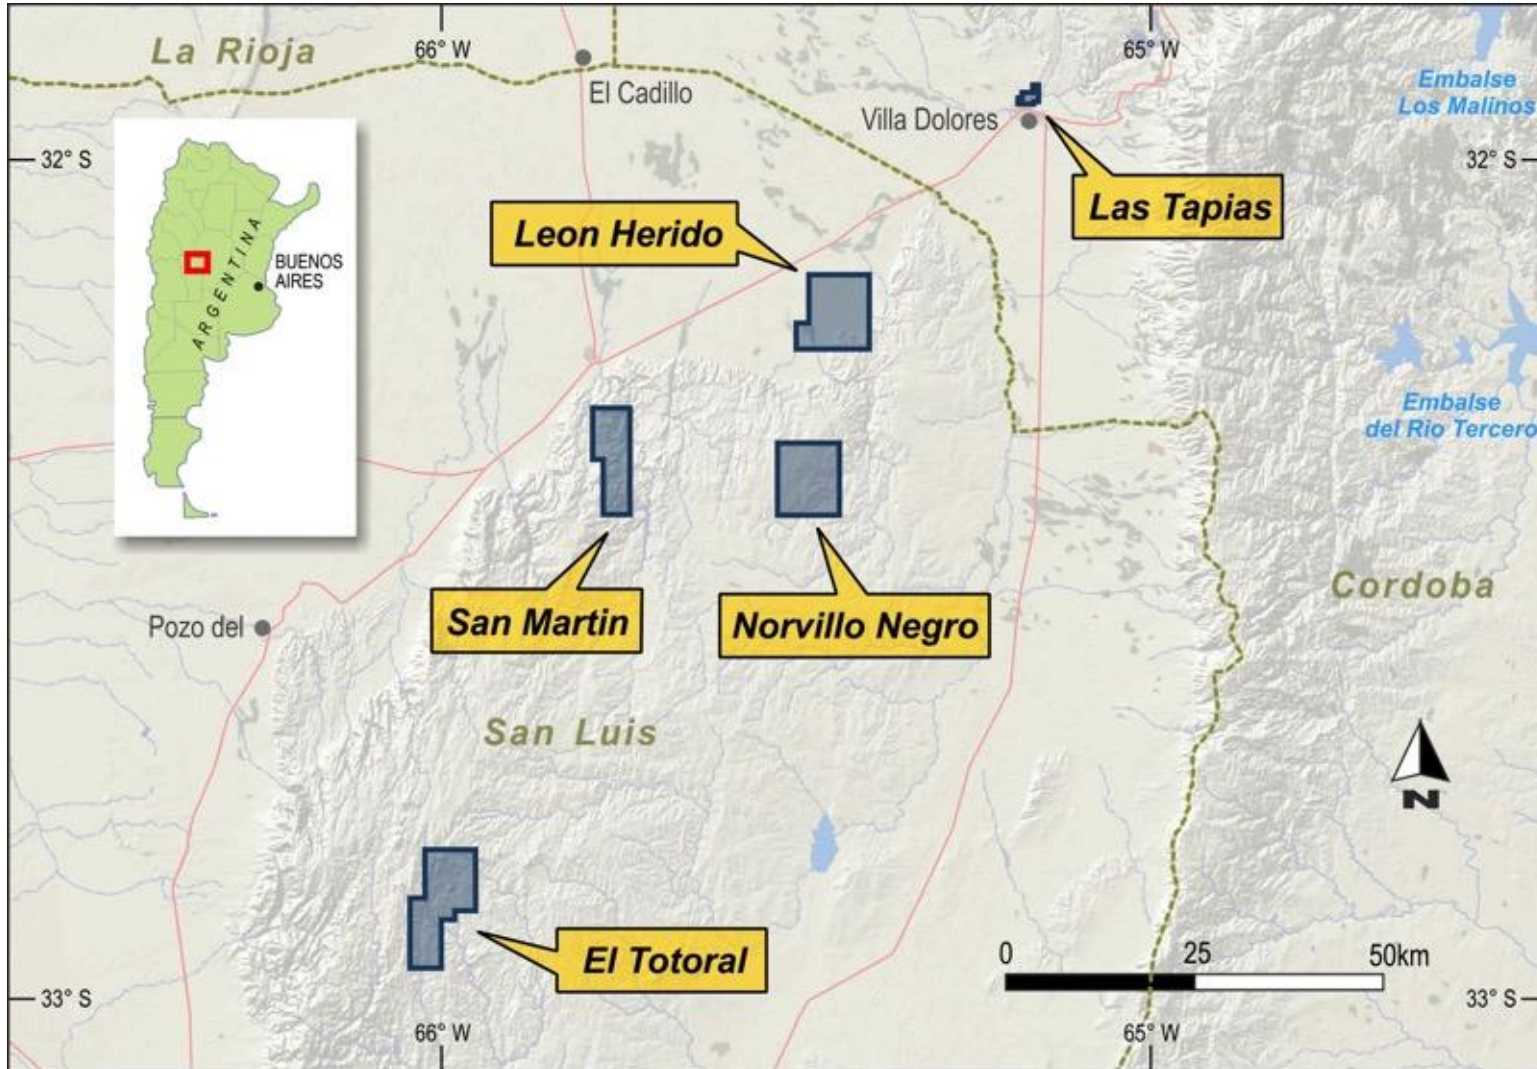 La Rioja
66° W
65° W
El Cadillo
Embalse
Los Malinos
Villa Dolores
32° S
32° S
Las Tapias
Leon Herido
BUENOS
AIRES
ARGENTINA
Embalse
del Rio Tercero
San Martin
Norvillo Negro
Cordoba
Pozo del
San Luis
N
El Totoral
0 25 50km
33° S
33° S
66° W
65° W